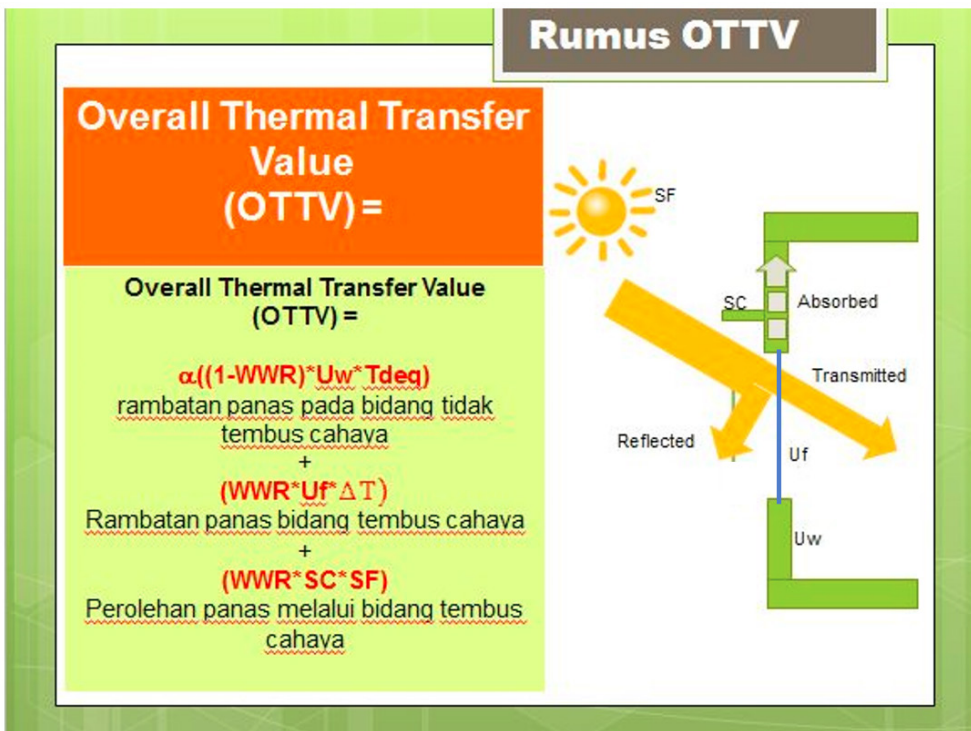 Rumus OTTV
Overall Thermal Transfer
Value
(OTTV) =
Overall Thermal Transfer Value
(OTTV) =
α((1-WWR)*Uw*Tdeq)
rambatan panas pada bidang tidak
tembus cahaya
+
(WWR*Uf*ΔT)
Rambatan panas bidang tembus cahaya
+
(WWR*SC*SF)
Perolehan panas melalui bidang tembus
cahaya
SF
SC
Absorbed
Transmitted
Reflected
Uf
Uw